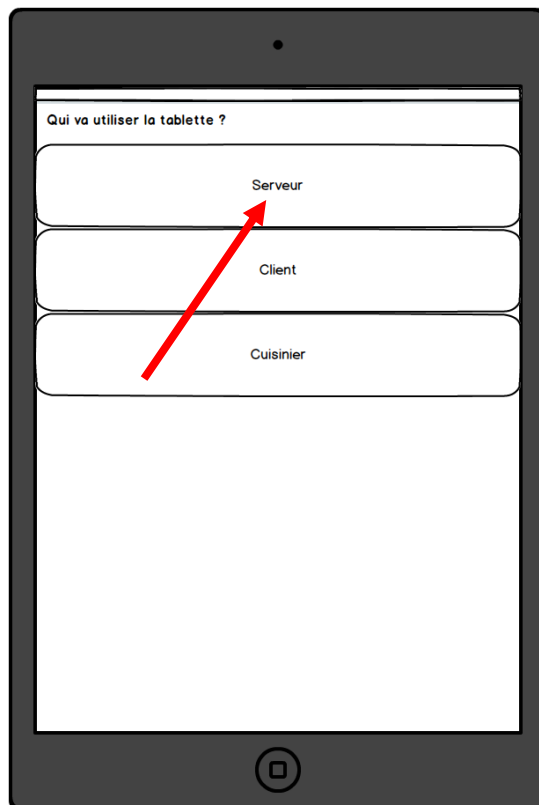 Qui va utiliser la tablette ?
Serveur
Client
Cuisinier